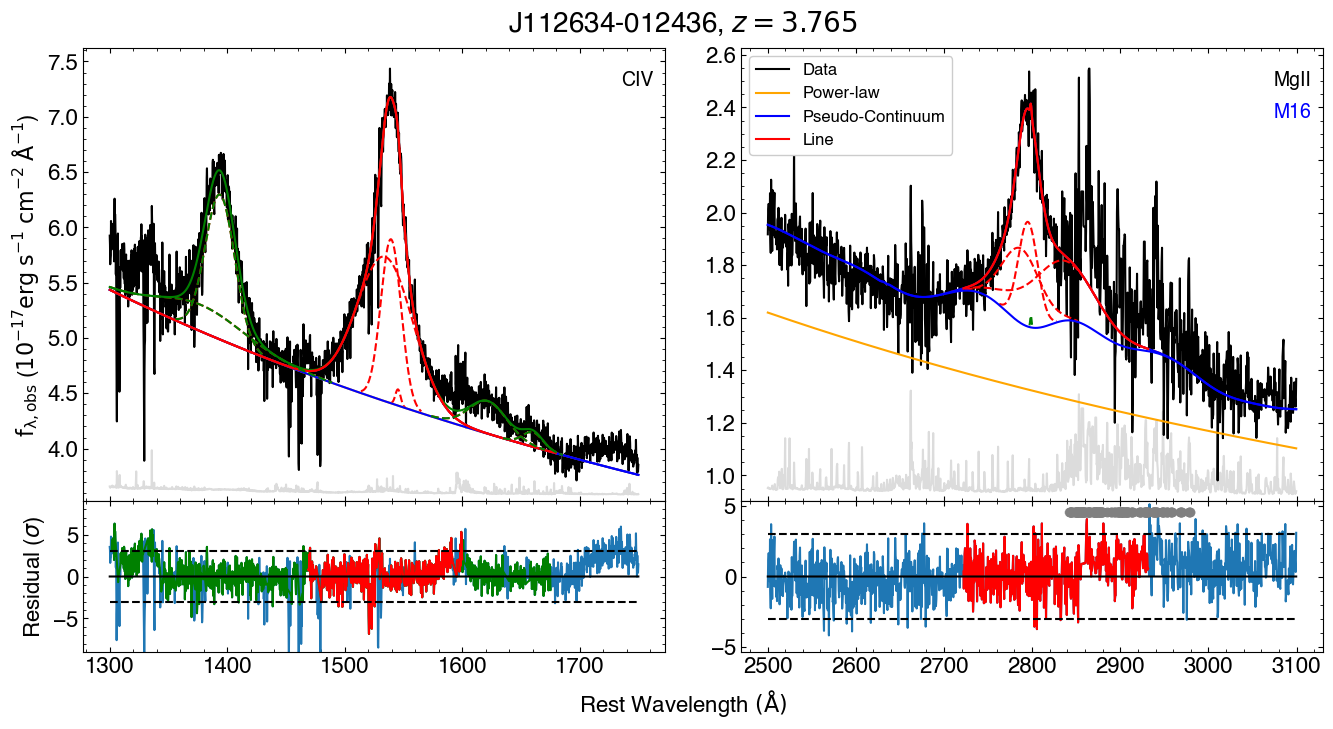 J112634-012436, z = 3.765
f_λ,obs (10^−17 erg s^−1 cm^−2 Å^−1)
7.5
7.0
6.5
6.0
5.5
5.0
4.5
4.0
CIV
2.6
2.4
2.2
2.0
1.8
1.6
1.4
1.2
1.0
Data
Power-law
Pseudo-Continuum
Line
MgII
M16
Residual (σ)
5
0
−5
1300 1400 1500 1600 1700
5
0
−5
2500 2600 2700 2800 2900 3000 3100
Rest Wavelength (Å)